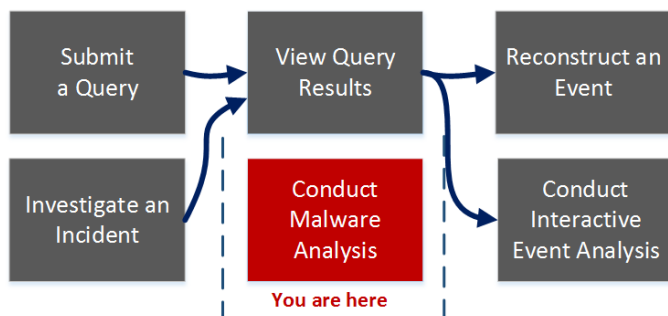 Submit
a Query
View Query
Results
Reconstruct an
Event
Investigate an
Incident
Conduct
Malware
Analysis
Conduct
Interactive
Event Analysis
You are here